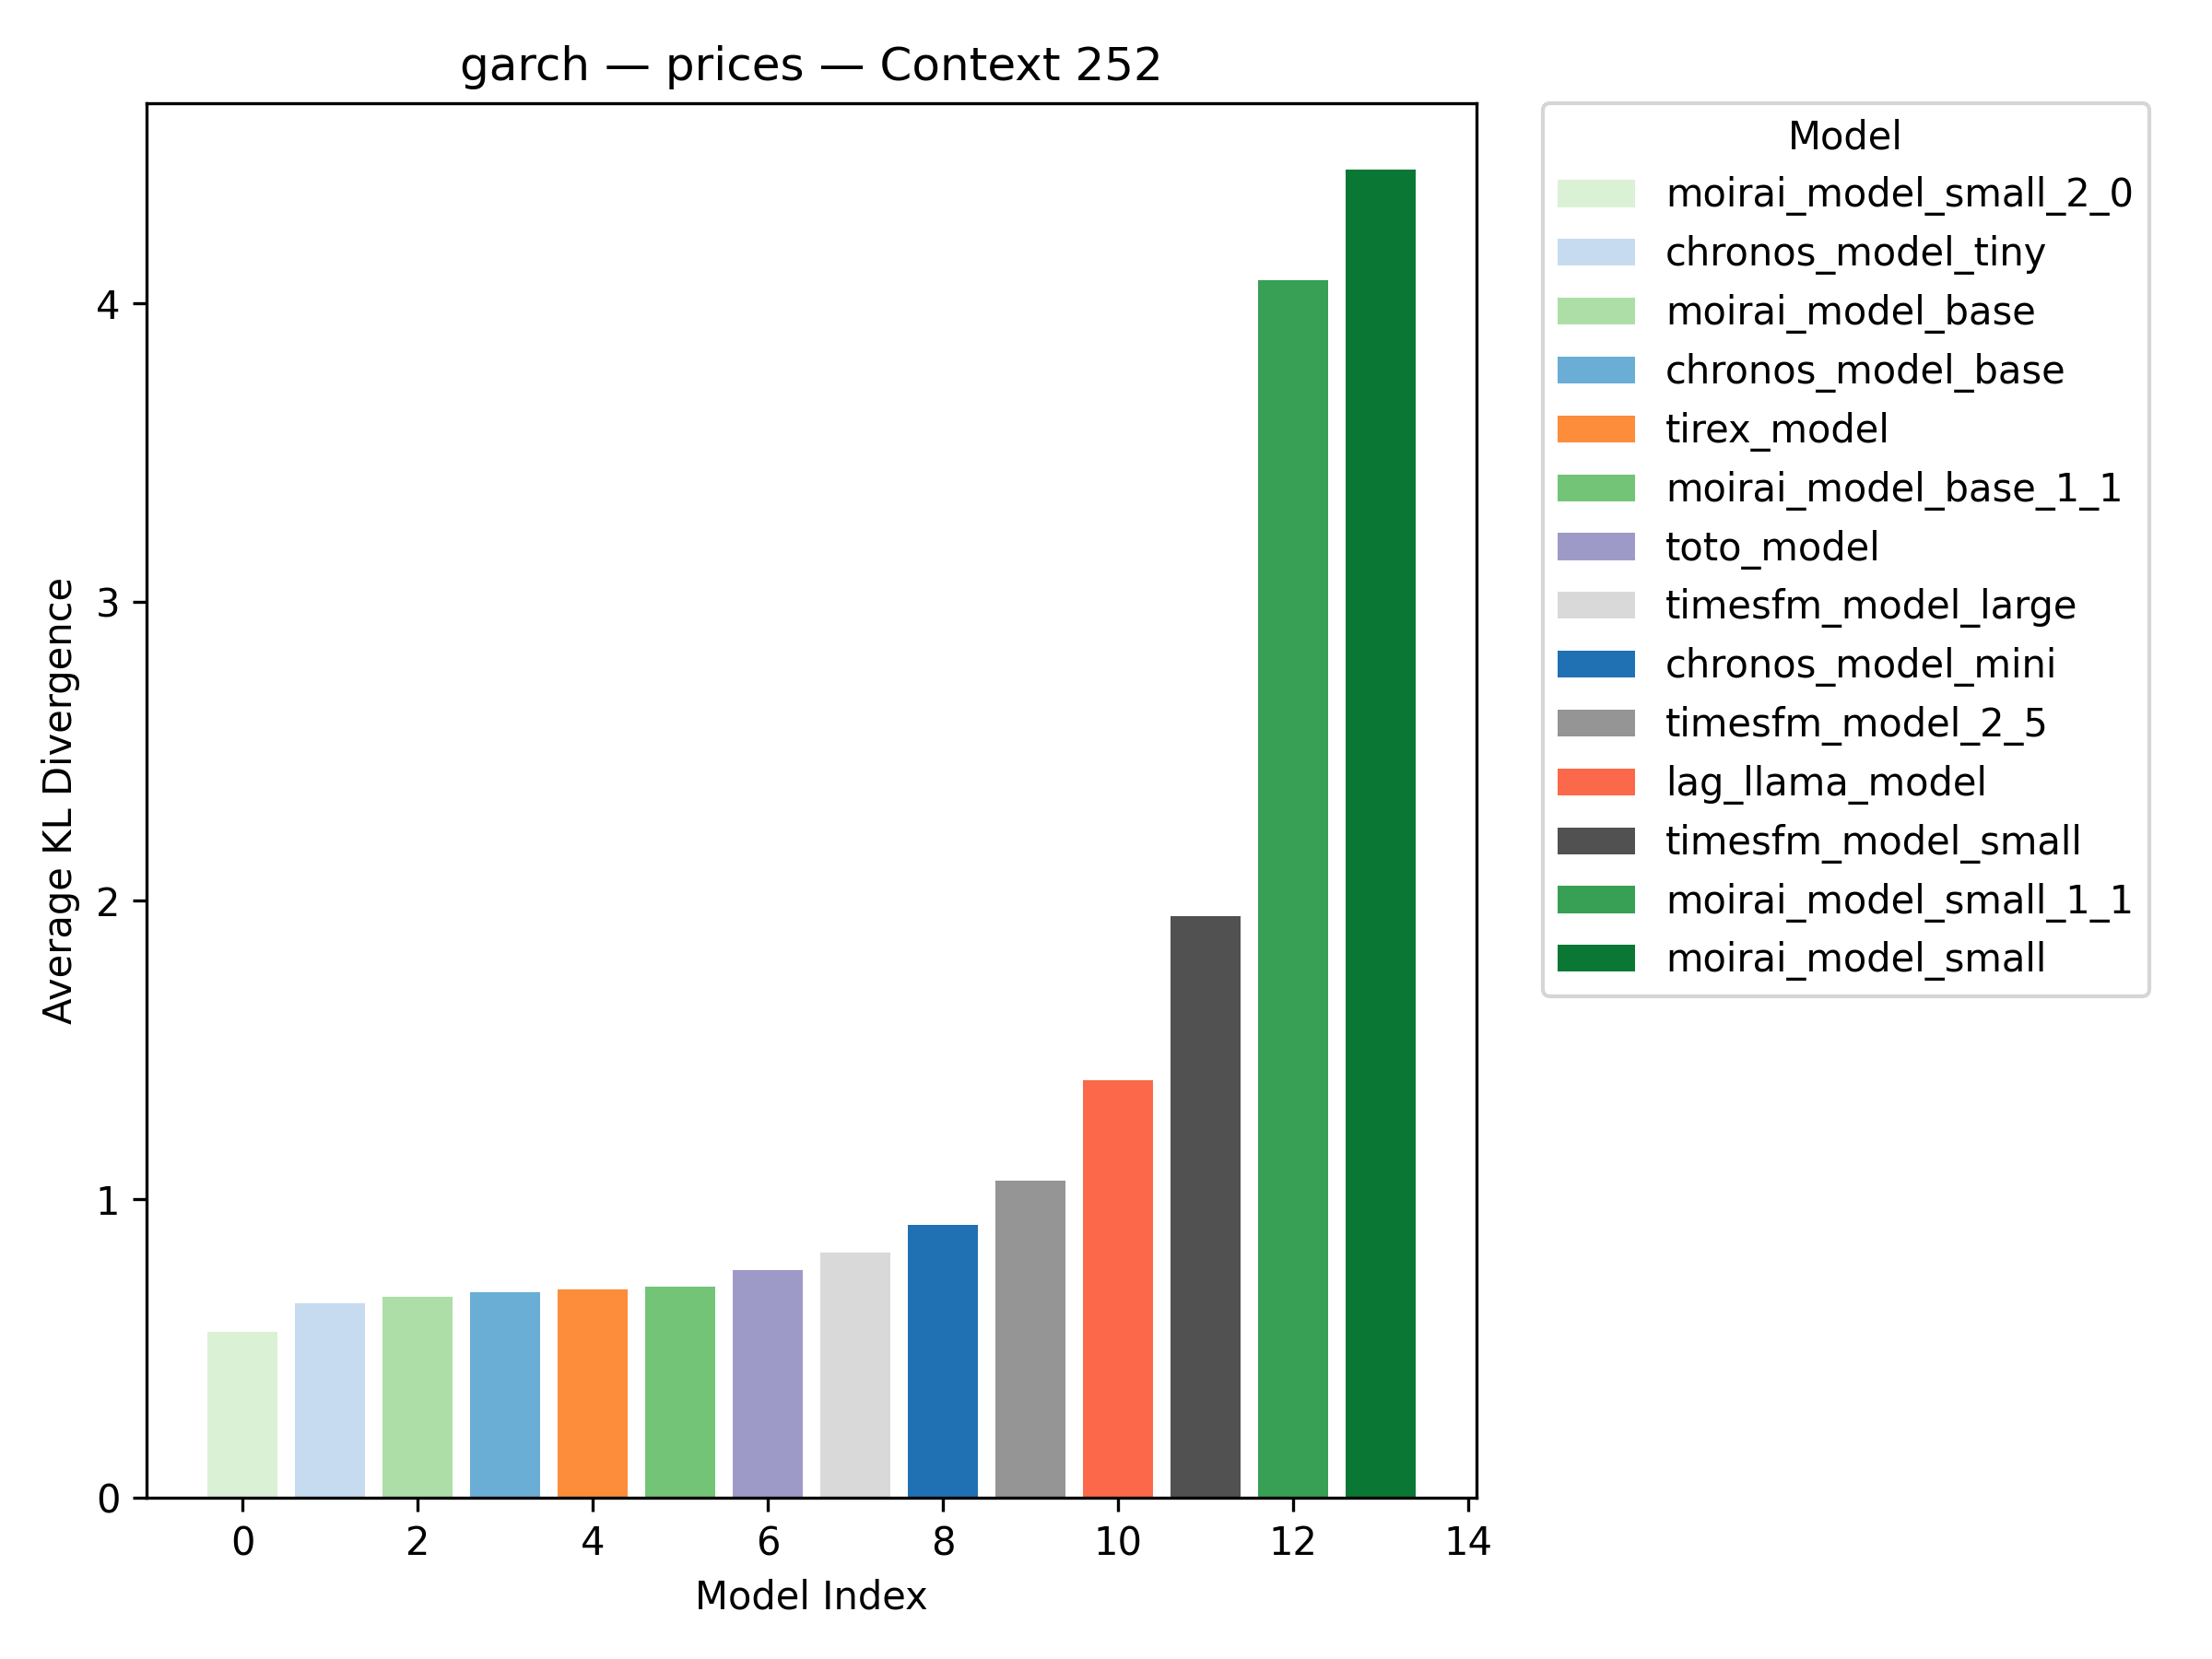 garch — prices — Context 252
Average KL Divergence
4
3
2
1
0
0 2 4 6 8 10 12 14
Model Index
Model
moirai_model_small_2_0
chronos_model_tiny
moirai_model_base
chronos_model_base
tirex_model
moirai_model_base_1_1
toto_model
timesfm_model_large
chronos_model_mini
timesfm_model_2_5
lag_llama_model
timesfm_model_small
moirai_model_small_1_1
moirai_model_small